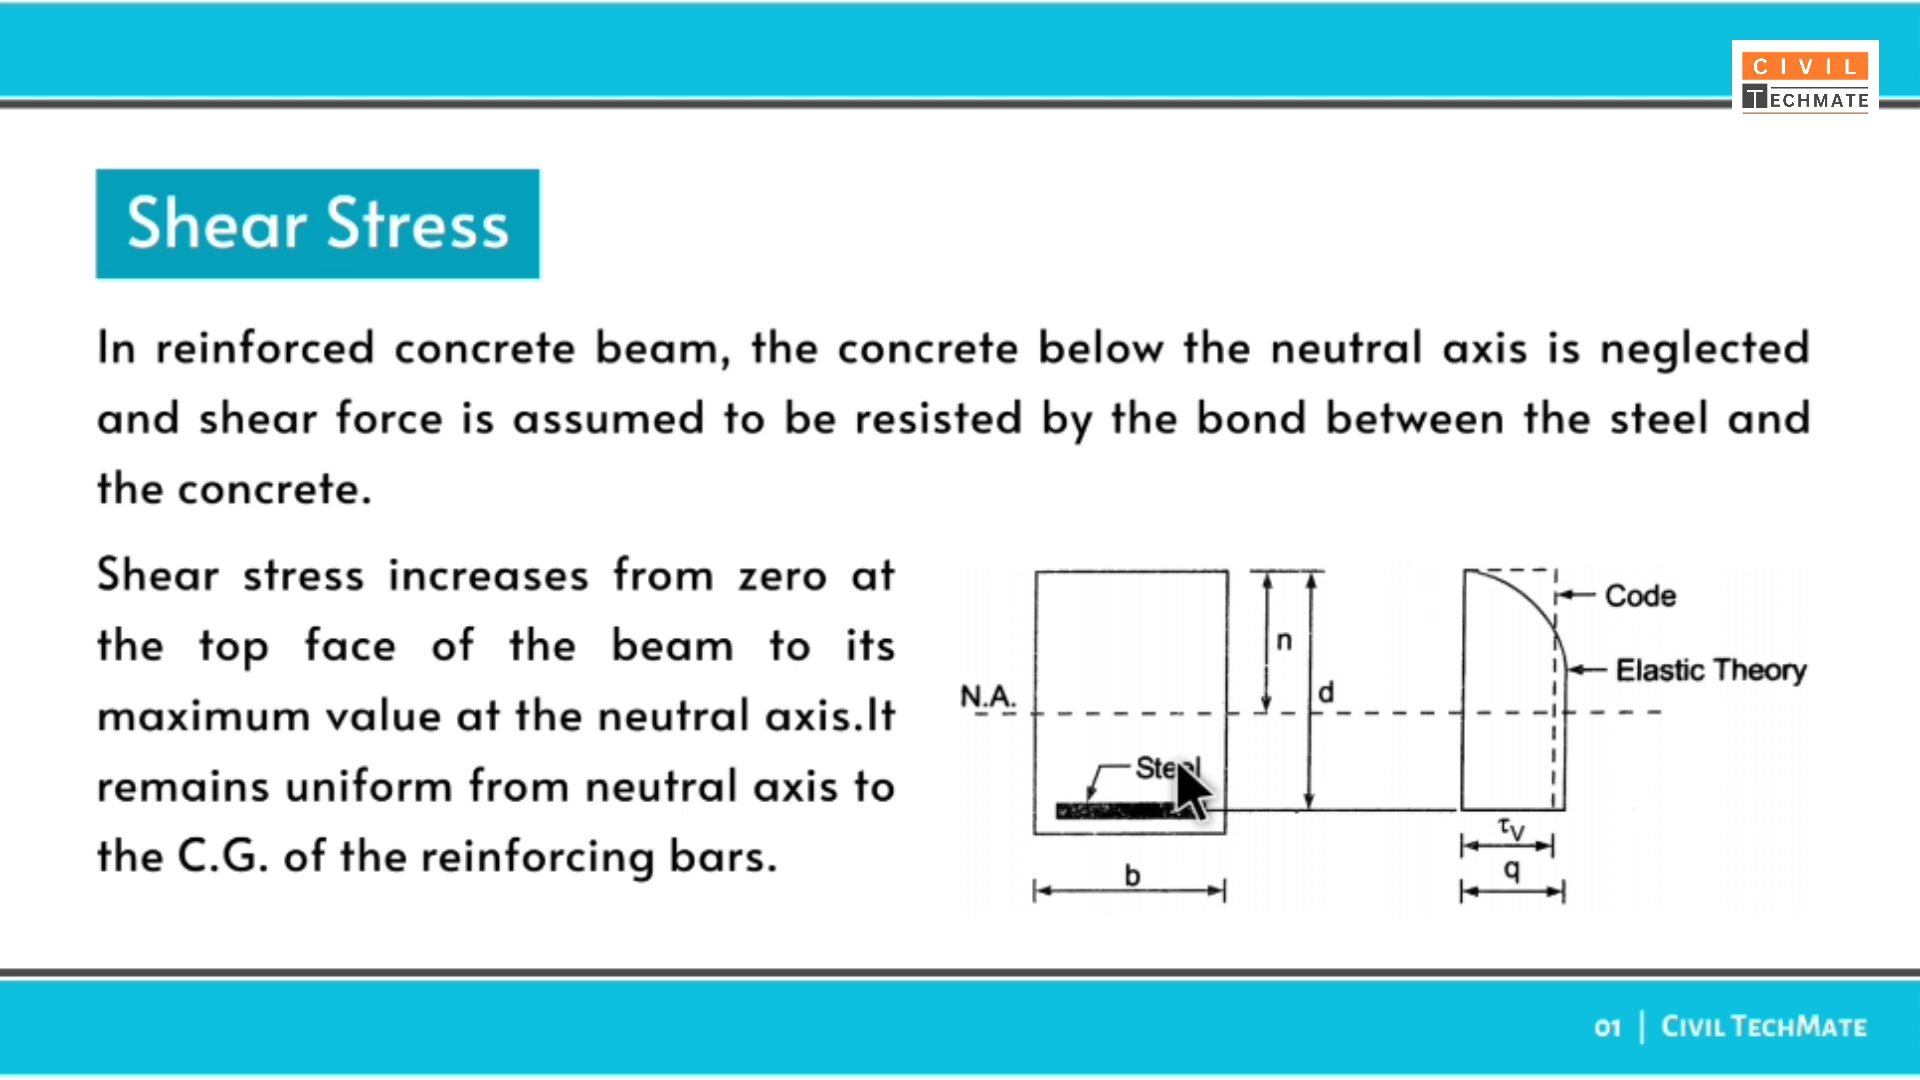 CIVIL
TECHMATE
Shear Stress
In reinforced concrete beam, the concrete below the neutral axis is neglected
and shear force is assumed to be resisted by the bond between the steel and
the concrete.
Shear stress increases from zero at
the top face of the beam to its
maximum value at the neutral axis.It
remains uniform from neutral axis to
the C.G. of the reinforcing bars.
N.A.
n
d
Steel
b
Code
Elastic Theory
τv
q
01 | CIVIL TECHMATE